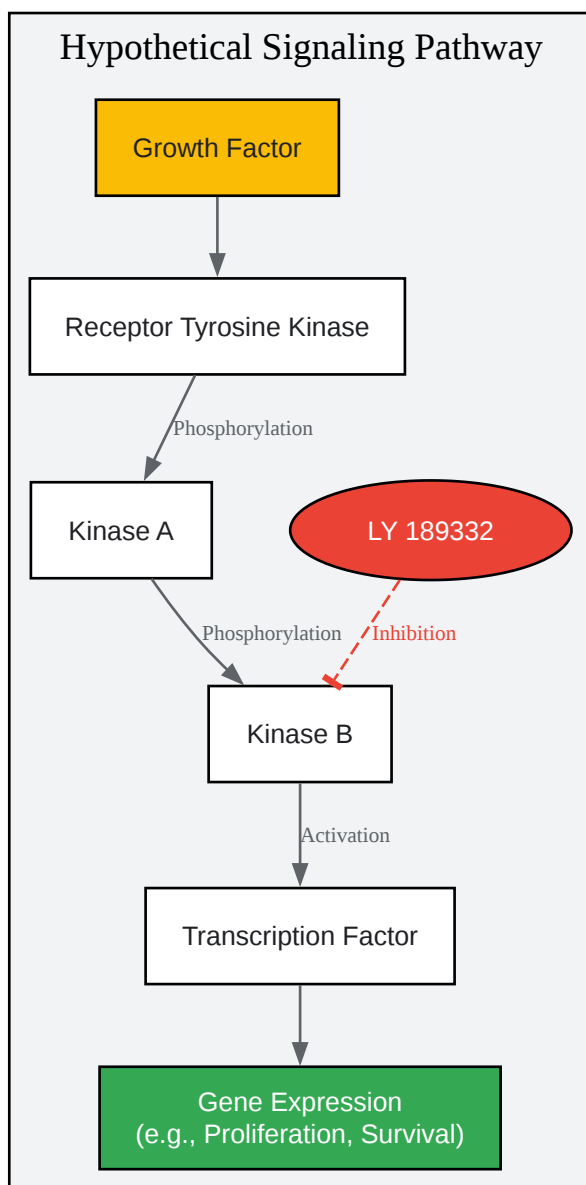 Hypothetical Signaling Pathway
Growth Factor
Receptor Tyrosine Kinase
Phosphorylation
Kinase A
LY 189332
Phosphorylation
Inhibition
Kinase B
Activation
Transcription Factor
Gene Expression
(e.g., Proliferation, Survival)